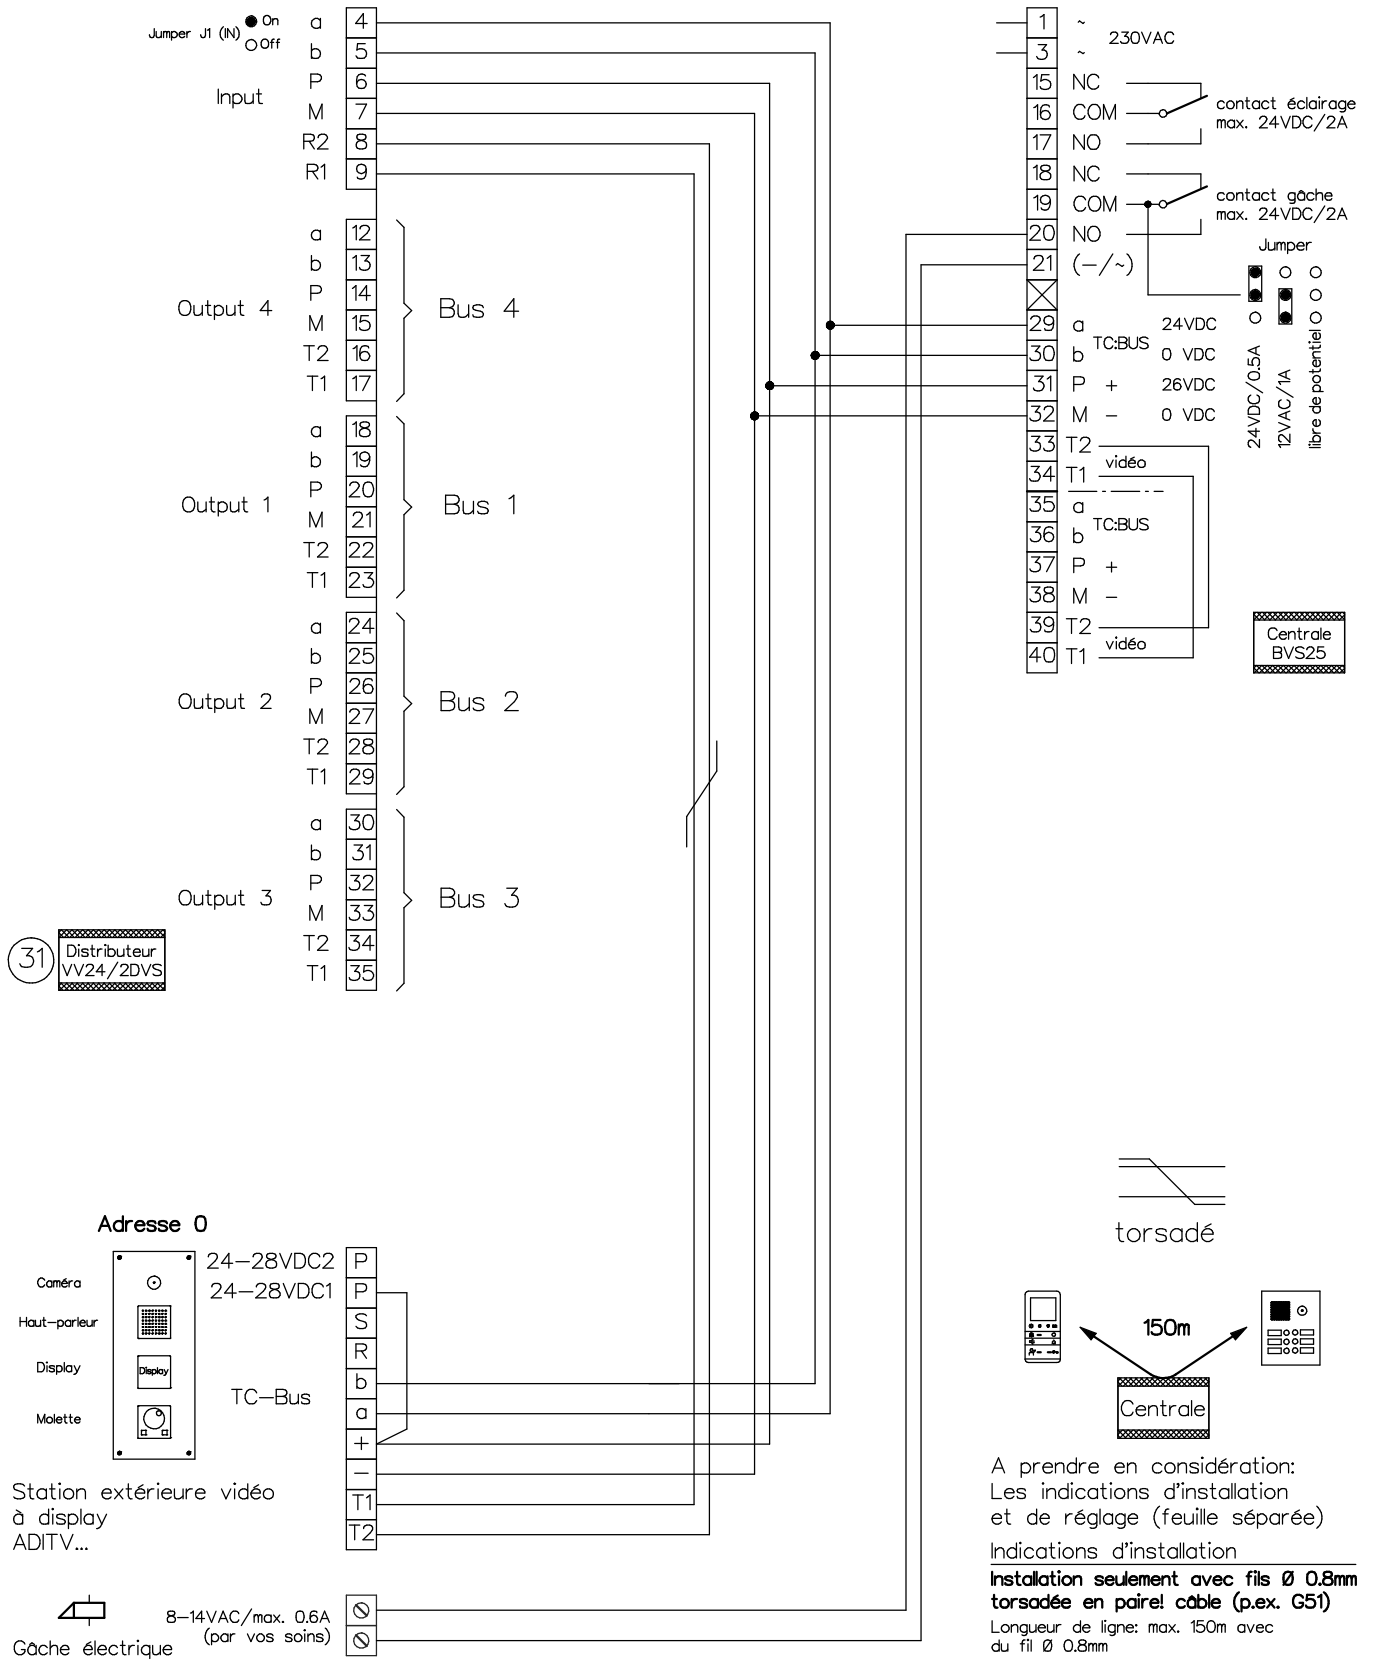 Jumper J1 (IN)
On
Off
Input
a 4
b 5
P 6
M 7
R2 8
R1 9
Output 4
a 12
b 13
P 14
M 15
T2 16
T1 17
Bus 4
Output 1
a 18
b 19
P 20
M 21
T2 22
T1 23
Bus 1
Output 2
a 24
b 25
P 26
M 27
T2 28
T1 29
Bus 2
Output 3
a 30
b 31
P 32
M 33
T2 34
T1 35
Bus 3
31
Distributeur
VV24/2DVS
1 ~
3 ~
230VAC
15 NC
16 COM
17 NO
contact éclairage
max. 24VDC/2A
18 NC
19 COM
20 NO
contact gâche
max. 24VDC/2A
21 (-/~)
Jumper
24VDC/0.5A
12VAC/1A
libre de potentiel
29 a 24VDC
TC:BUS
30 b 0 VDC
31 P + 26VDC
32 M - 0 VDC
33 T2
vidéo
34 T1
35 a
TC:BUS
36 b
37 P +
38 M -
39 T2
vidéo
40 T1
Centrale
BVS25
Adresse 0
Caméra
Haut-parleur
Display
Display
Molette
24-28VDC2 P
24-28VDC1 P
S
R
b
TC-Bus
a
+
-
T1
T2
Station extérieure vidéo
à display
ADITV...
Gâche électrique
8-14VAC/max. 0.6A
(par vos soins)
torsadé
150m
Centrale
A prendre en considération:
Les indications d'installation
et de réglage (feuille séparée)
Indications d'installation
Installation seulement avec fils Ø 0.8mm
torsadée en paire! câble (p.ex. G51)
Longueur de ligne: max. 150m avec
du fil Ø 0.8mm